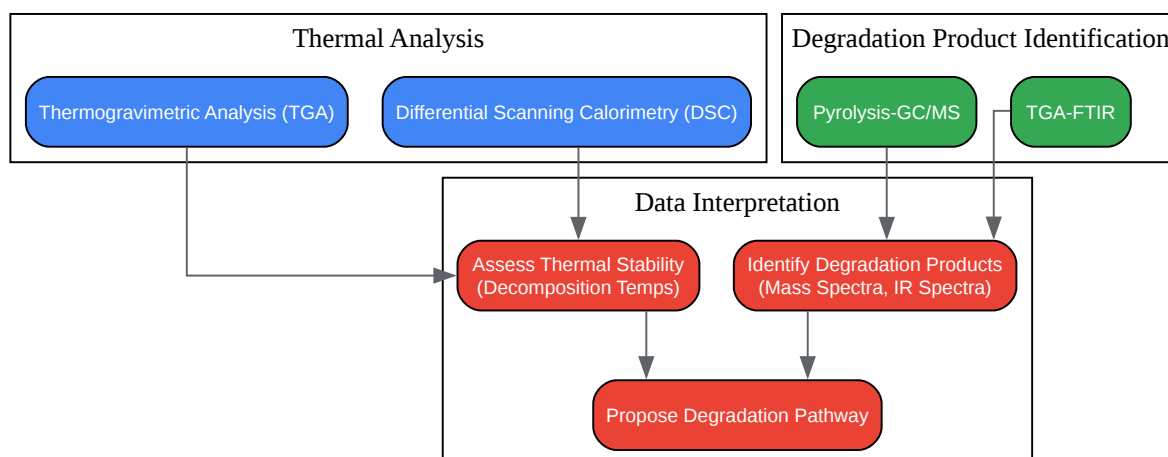 Thermal Analysis
Degradation Product Identification
Thermogravimetric Analysis (TGA)
Differential Scanning Calorimetry (DSC)
Pyrolysis-GC/MS
TGA-FTIR
Data Interpretation
Assess Thermal Stability
(Decomposition Temps)
Identify Degradation Products
(Mass Spectra, IR Spectra)
Propose Degradation Pathway